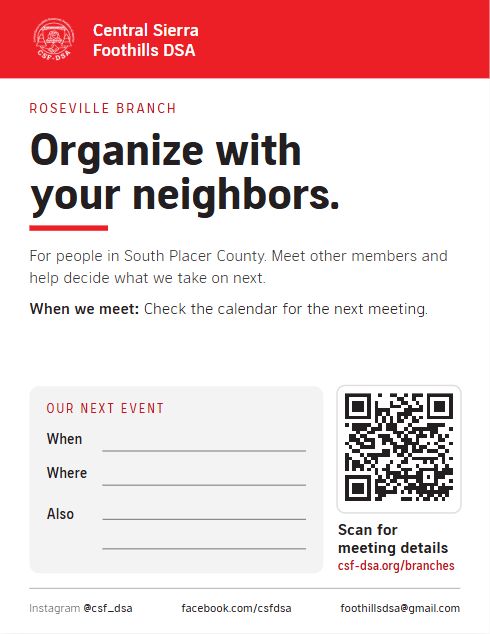 CSF-DSA
Central Sierra
Foothills DSA
ROSEVILLE BRANCH
Organize with
your neighbors.
For people in South Placer County. Meet other members and
help decide what we take on next.
When we meet: Check the calendar for the next meeting.
OUR NEXT EVENT
When
Where
Also
Scan for
meeting details
csf-dsa.org/branches
Instagram @csf_dsa
facebook.com/csfdsa
foothillsdsa@gmail.com